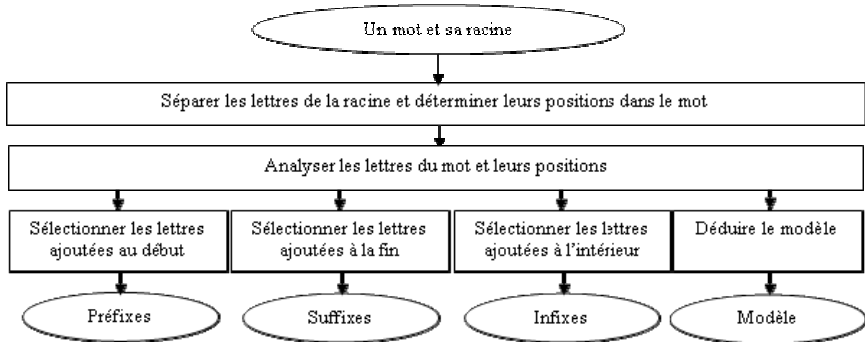 Un mot et sa racine
Séparer les lettres de la racine et déterminer leurs positions dans le mot
Analyser les lettres du mot et leurs positions
Sélectionner les lettres
ajoutées au début
Sélectionner les lettres
ajoutées à la fin
Sélectionner les lettres
ajoutées à l'intérieur
Déduire le modèle
Préfixes
Suffixes
Infixes
Modèle